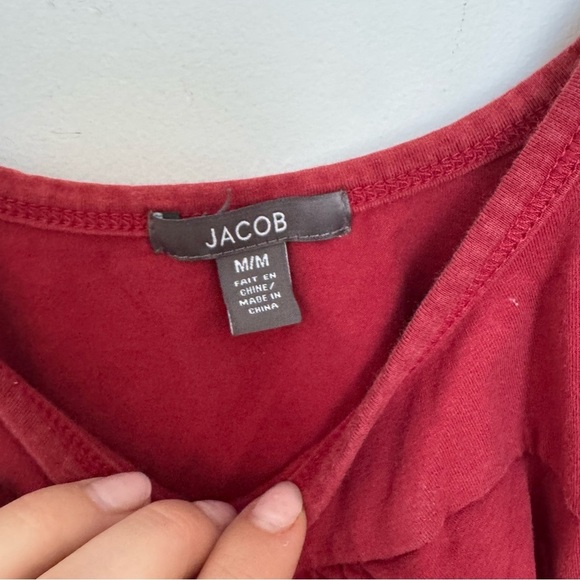 JACOB
M/M
FAIT EN
CHINE/
MADE IN
CHINA